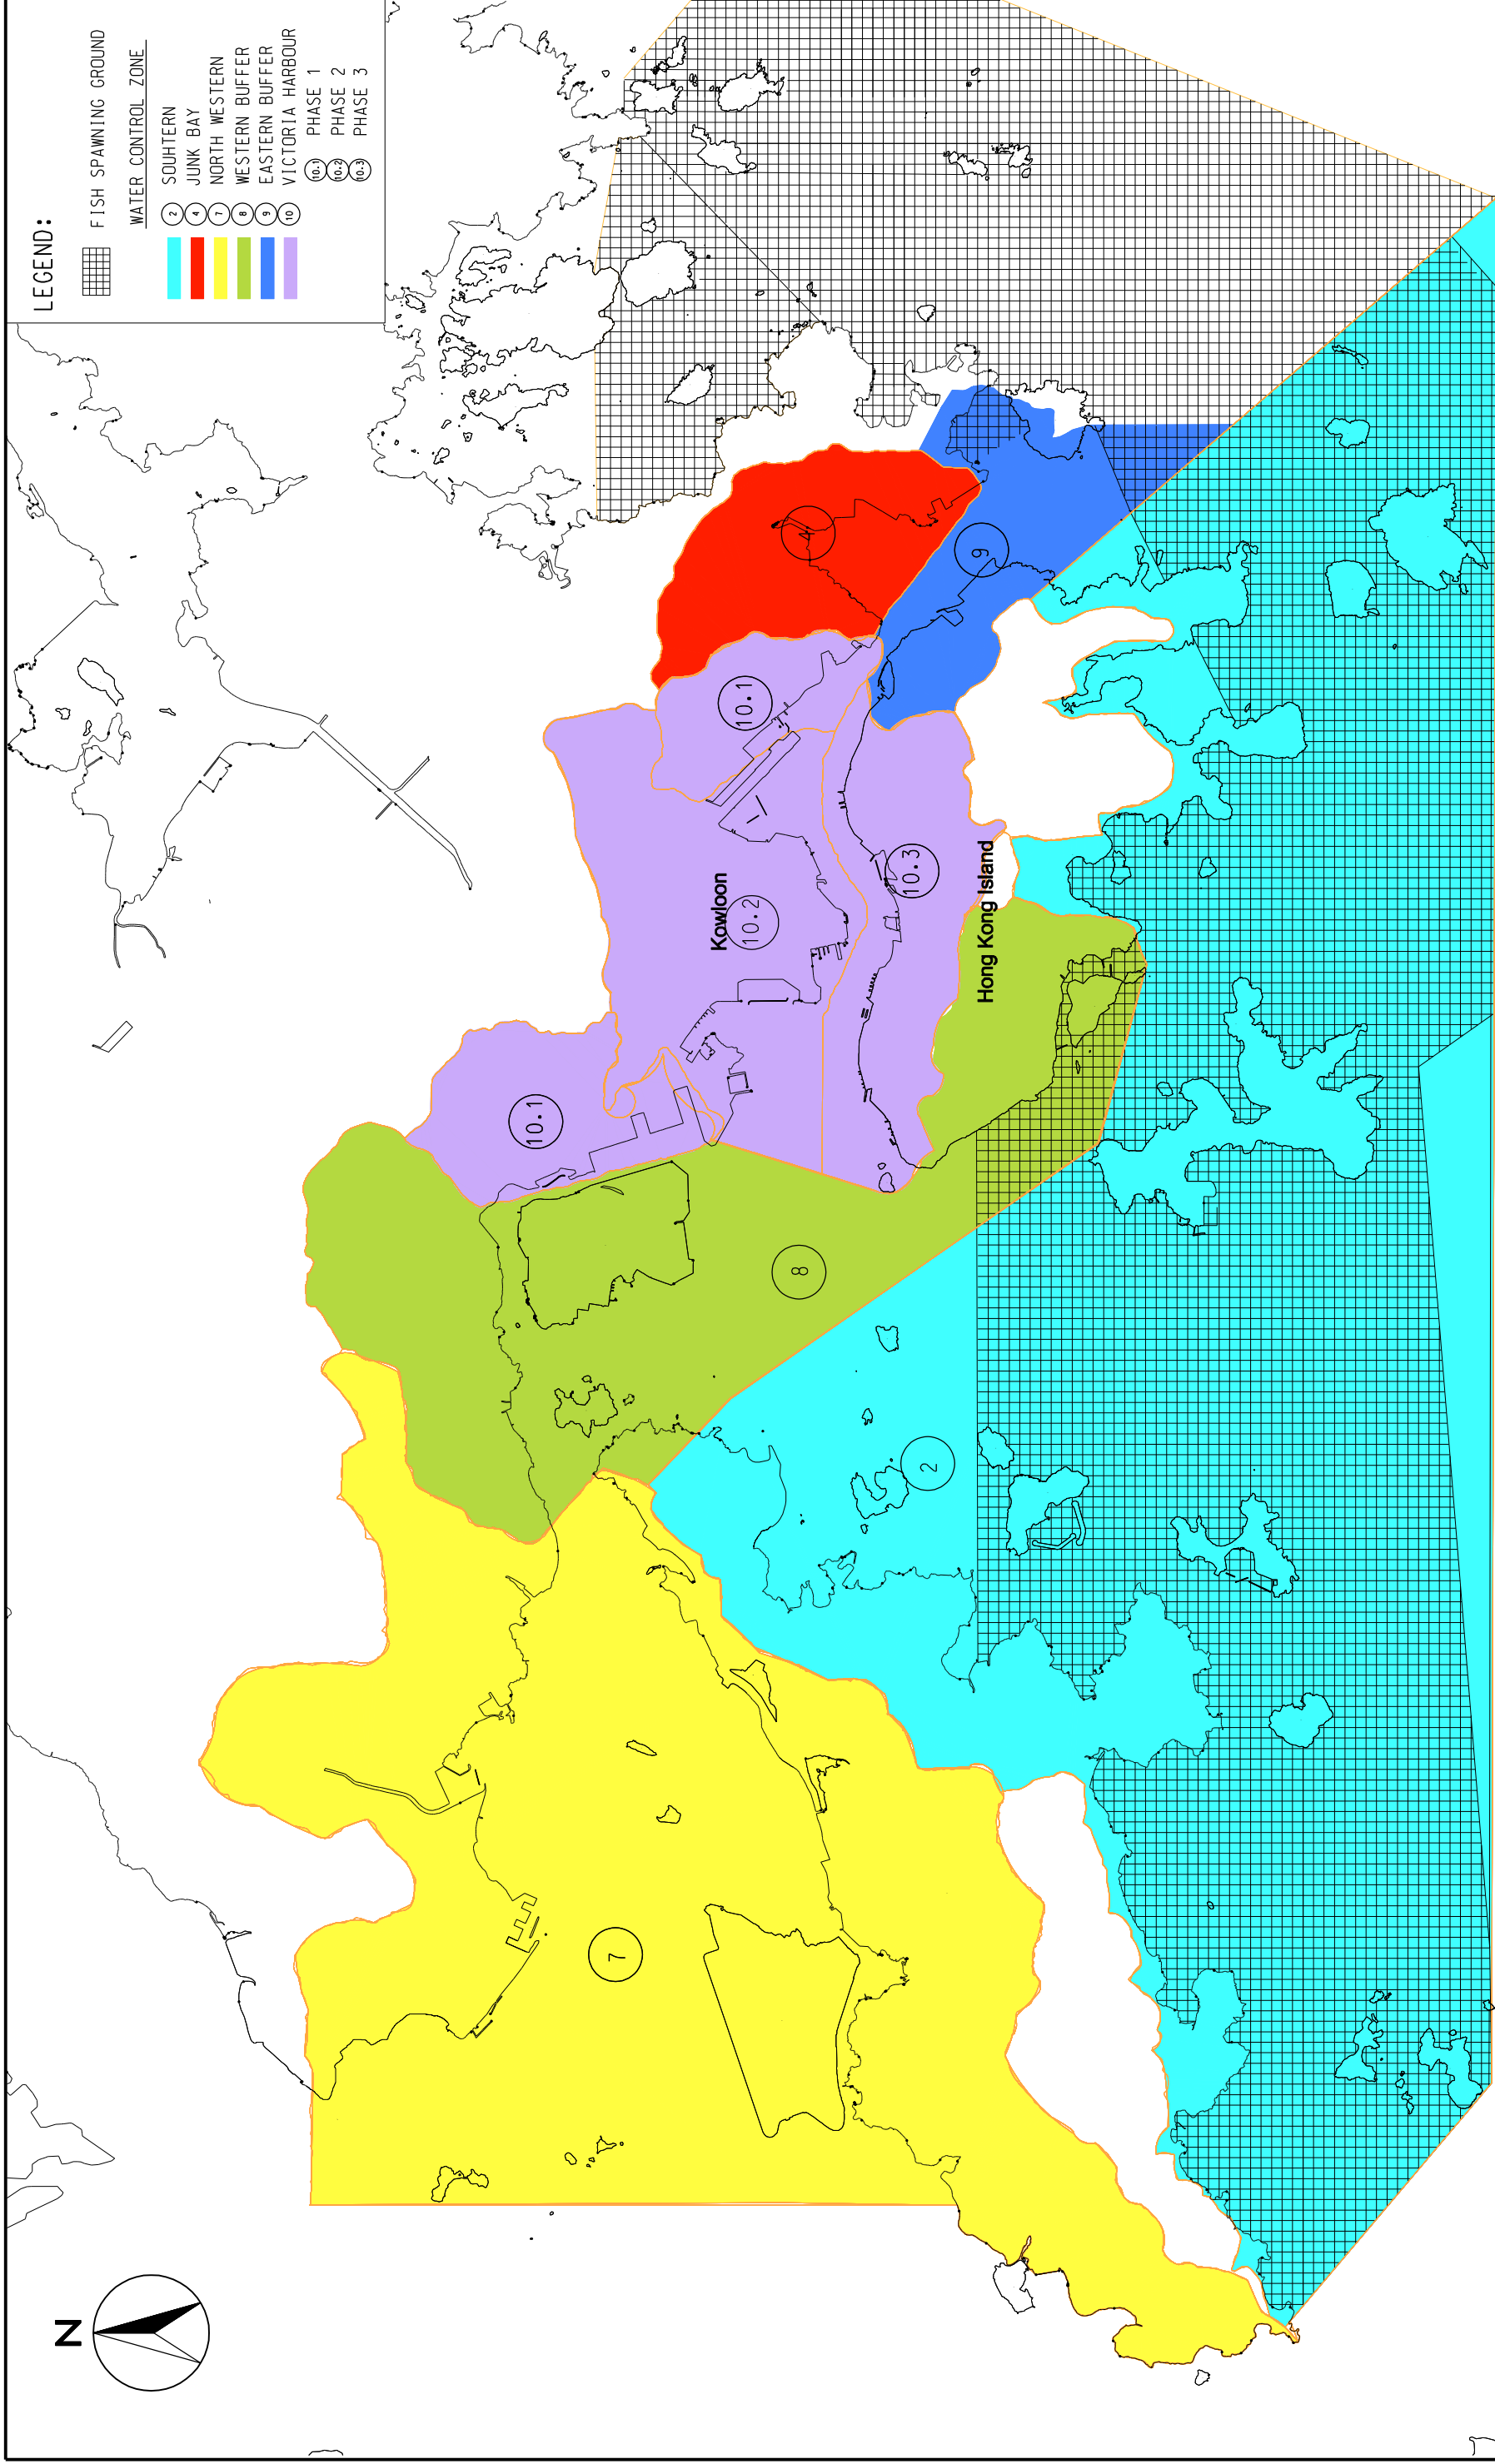 LEGEND:
FISH SPAWNING GROUND
WATER CONTROL ZONE
2 SOUHTERN
4 JUNK BAY
7 NORTH WESTERN
8 WESTERN BUFFER
9 EASTERN BUFFER
10 VICTORIA HARBOUR
10.1 PHASE 1
10.2 PHASE 2
10.3 PHASE 3
N
7
8
2
10.1
Kowloon
10.2
10.1
4
9
10.3
Hong Kong Island